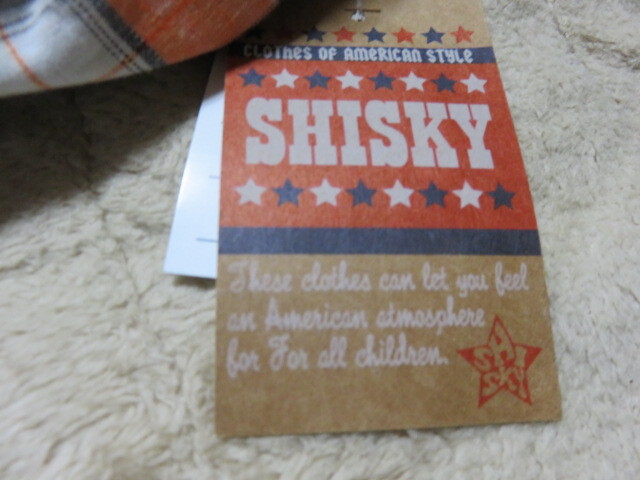 CLOTHES OF AMERICAN STYLE
SHISKY
These clothes can let you feel
an American atmosphere
for For all children.
SHI
SKY